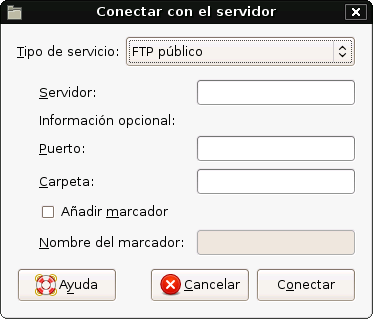 Conectar con el servidor
Tipo de servicio: FTP público
Servidor:
Información opcional:
Puerto:
Carpeta:
Añadir marcador
Nombre del marcador:
Ayuda Cancelar Conectar